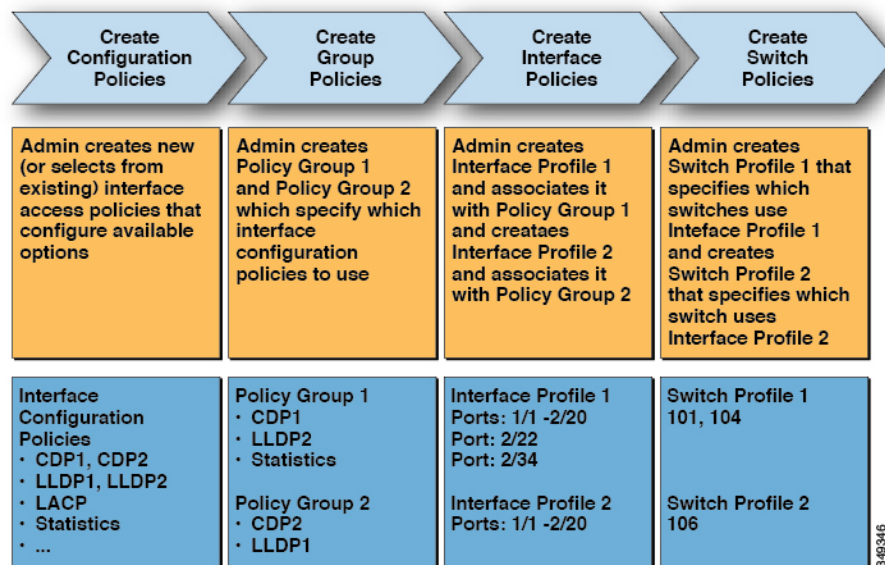 Create
Configuration
Policies
Create
Group
Policies
Create
Interface
Policies
Create
Switch
Policies
Admin creates new
(or selects from
existing) interface
access policies that
configure available
options
Admin creates
Policy Group 1
and Policy Group 2
which specify which
interface
configuration
policies to use
Admin creates
Interface Profile 1
and associates it
with Policy Group 1
and creataes
Interface Profile 2
and associates it
with Policy Group 2
Admin creates
Switch Profile 1 that
specifies which
switches use
Inteface Profile 1
and creates
Switch Profile 2
that specifies which
switch uses
Interface Profile 2
Interface
Configuration
Policies
· CDP1, CDP2
· LLDP1, LLDP2
· LACP
· Statistics
· ...
Policy Group 1
· CDP1
· LLDP2
· Statistics
Policy Group 2
· CDP2
· LLDP1
Interface Profile 1
Ports: 1/1 -2/20
Port: 2/22
Port: 2/34
Interface Profile 2
Ports: 1/1 -2/20
Switch Profile 1
101, 104
Switch Profile 2
106
349346